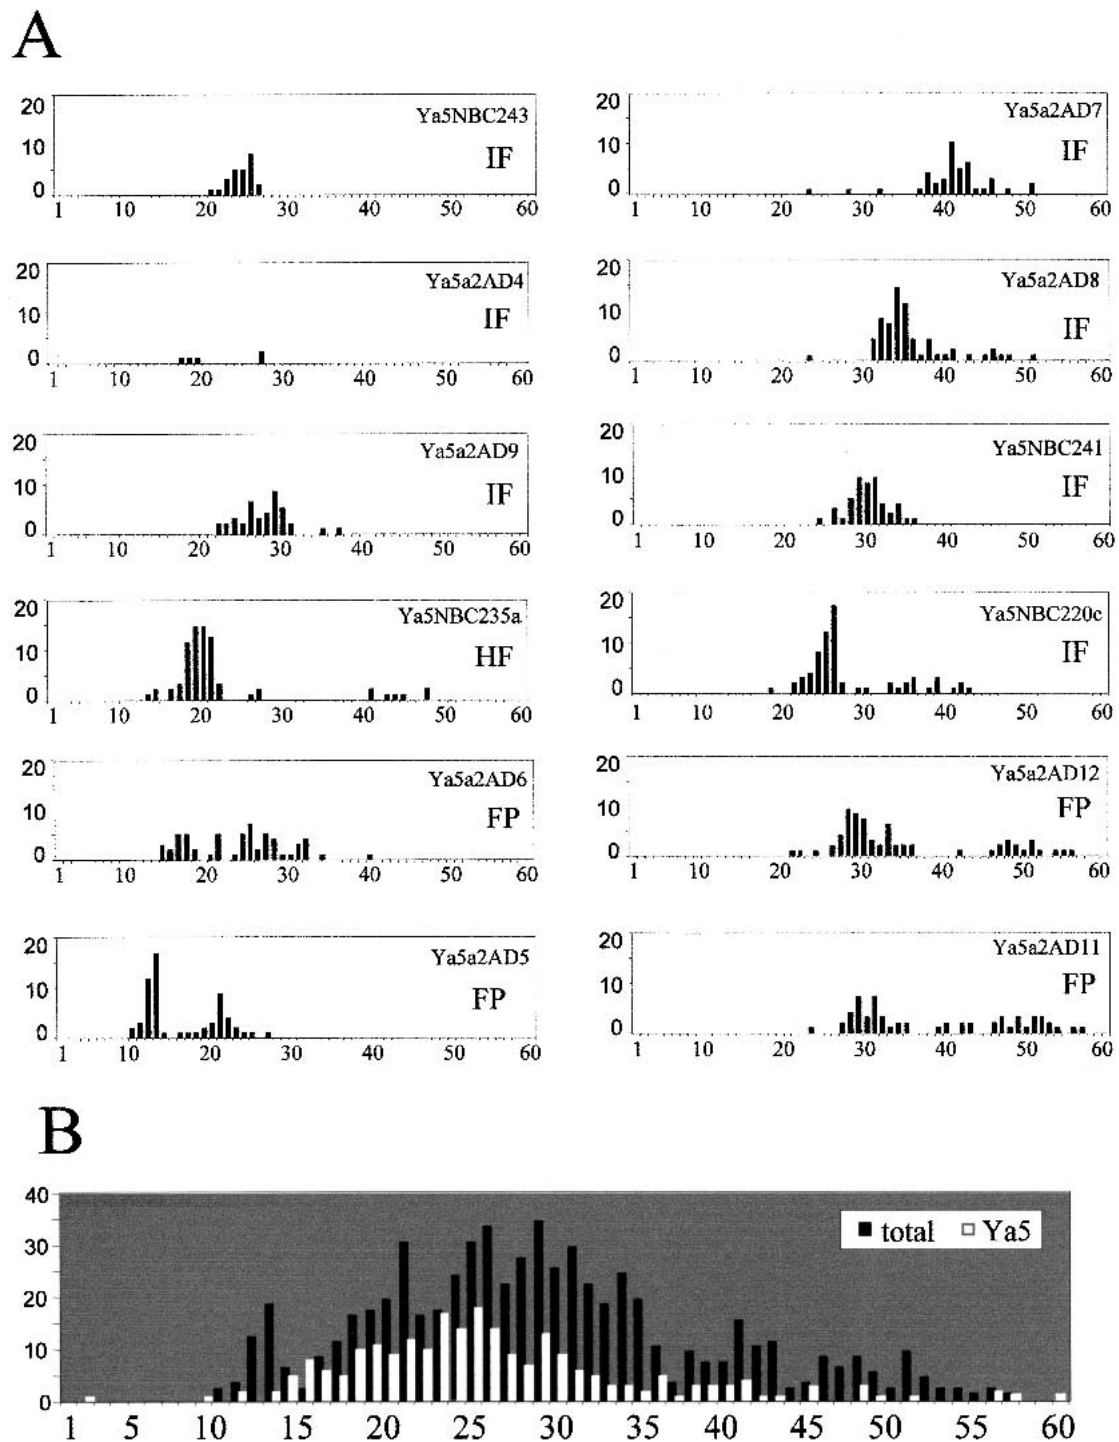 A
20
Ya5NBC243
10
IF
0
1 10 20 30 40 50 60
20
Ya5a2AD7
10
IF
0
1 10 20 30 40 50 60
20
Ya5a2AD4
10
IF
0
1 10 20 30 40 50 60
20
Ya5a2AD8
10
IF
0
1 10 20 30 40 50 60
20
Ya5a2AD9
10
IF
0
1 10 20 30 40 50 60
20
Ya5NBC241
10
IF
0
1 10 20 30 40 50 60
20
Ya5NBC235a
10
HF
0
1 10 20 30 40 50 60
20
Ya5NBC220c
10
IF
0
1 10 20 30 40 50 60
20
Ya5a2AD6
10
FP
0
1 10 20 30 40 50 60
20
Ya5a2AD12
10
FP
0
1 10 20 30 40 50 60
20
Ya5a2AD5
10
FP
0
1 10 20 30 40 50 60
20
Ya5a2AD11
10
FP
0
1 10 20 30 40 50 60
B
40
total Ya5
30
20
10
0
1 5 10 15 20 25 30 35 40 45 50 55 60